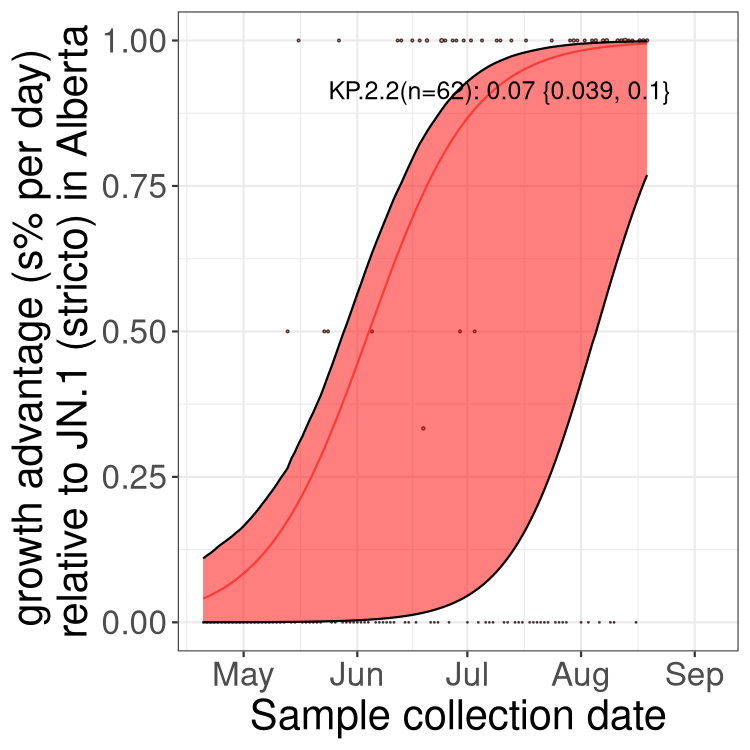 growth advantage (s% per day)
relative to JN.1 (stricto) in Alberta
1.00
0.75
0.50
0.25
0.00
KP.2.2(n=62): 0.07 {0.039, 0.1}
May Jun Jul Aug Sep
Sample collection date